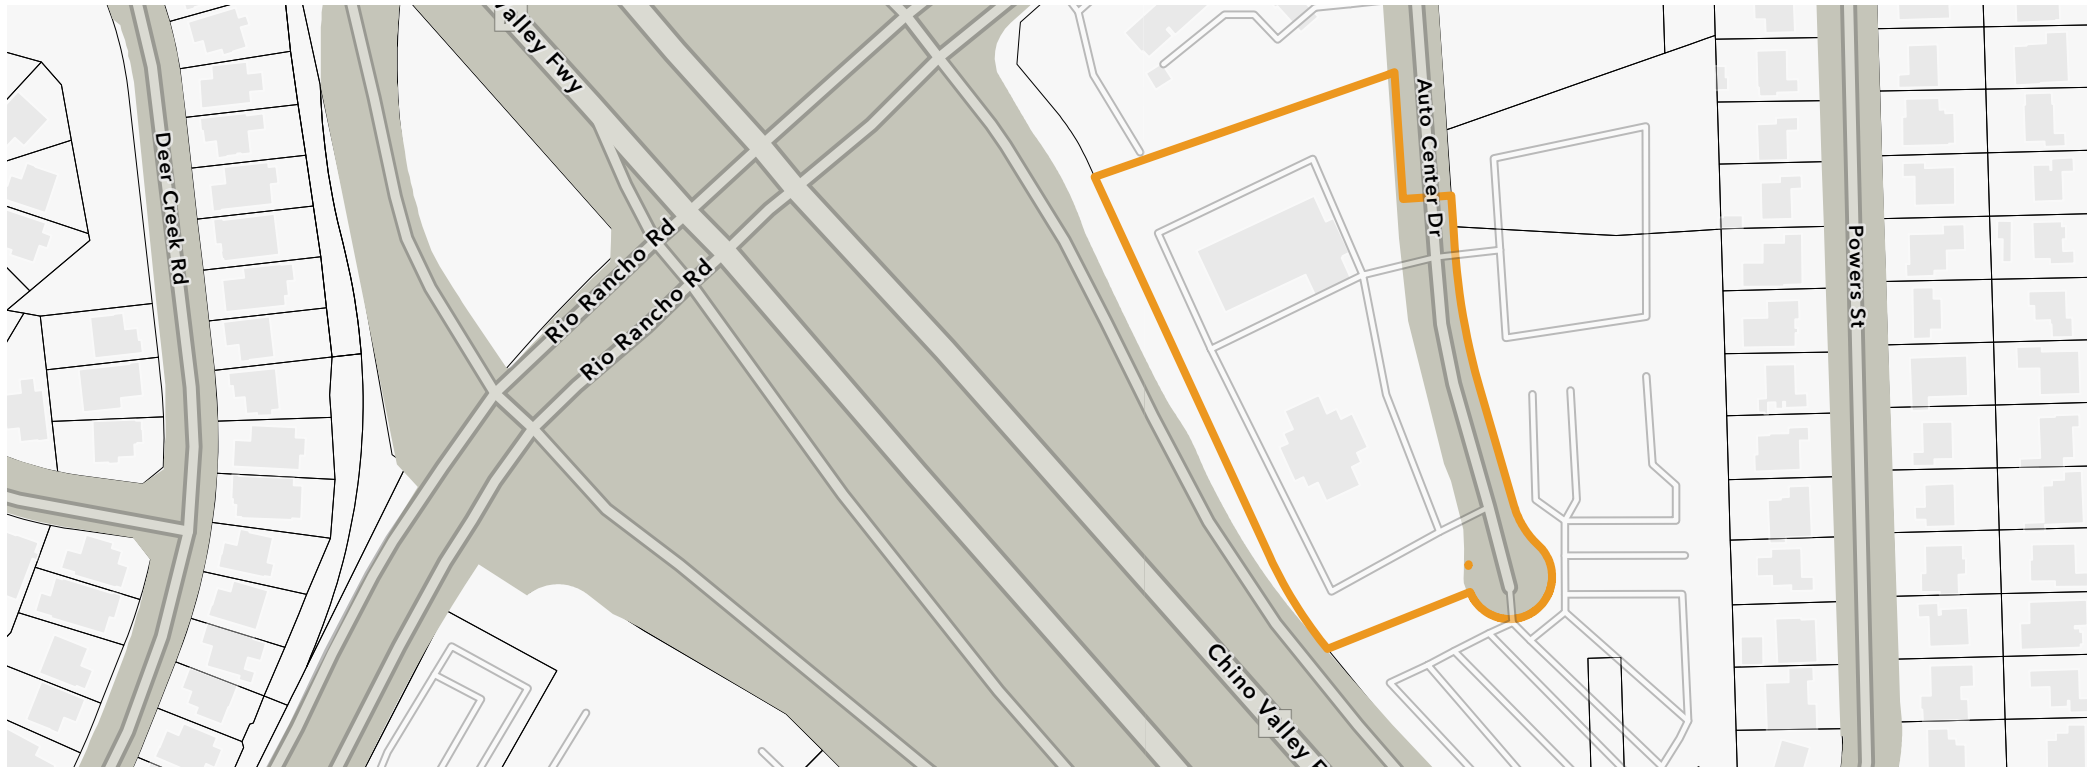 Valley Fwy
Auto Center Dr
Deer Creek Rd
Rio Rancho Rd
Rio Rancho Rd
Powers St
Chino Valley